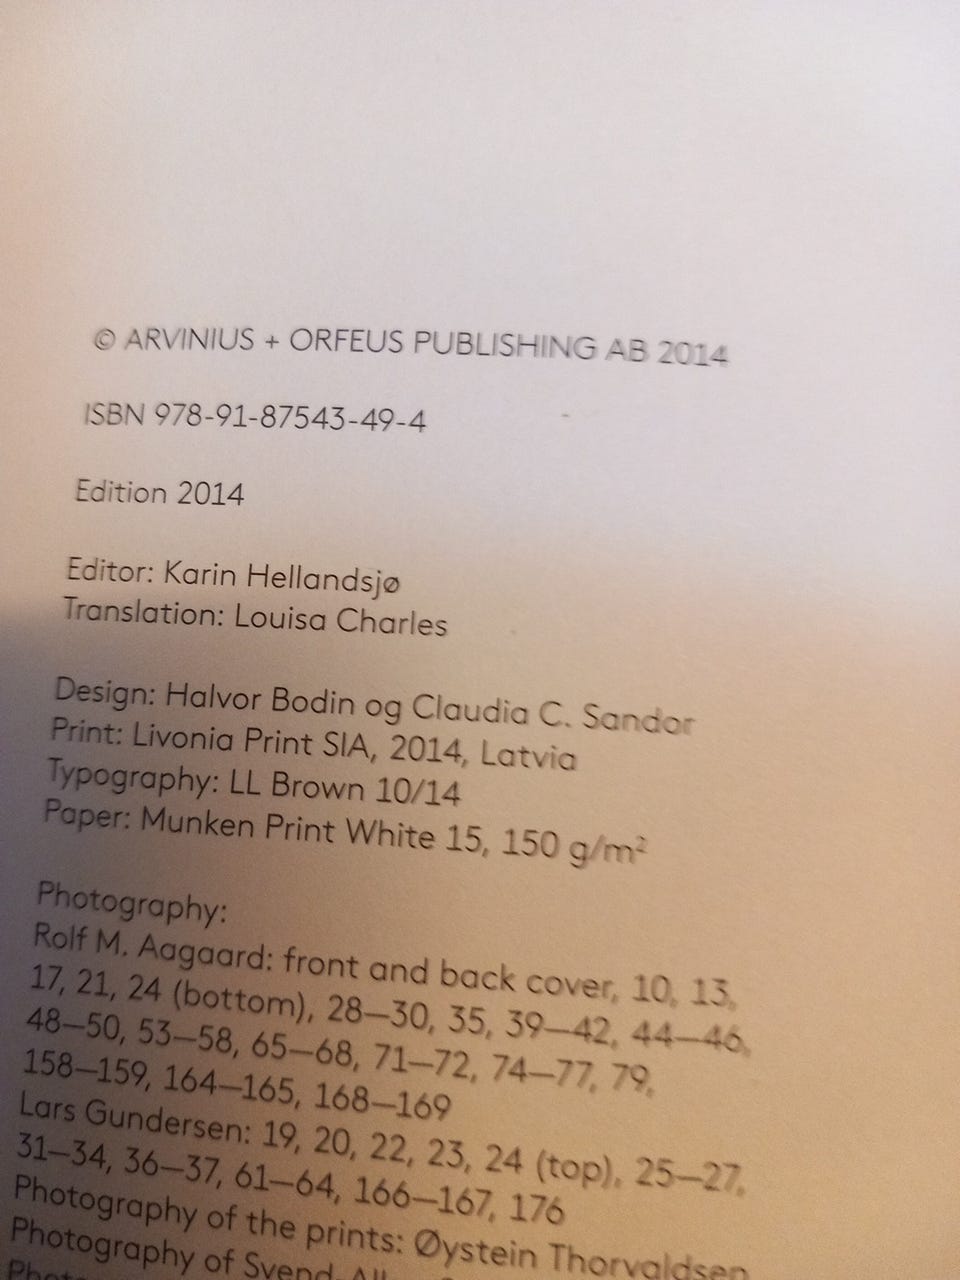 © ARVINIUS + ORFEUS PUBLISHING AB 2014
ISBN 978-91-87543-49-4
Edition 2014
Editor: Karin Hellandsjø
Translation: Louisa Charles
Design: Halvor Bodin og Claudia C. Sandor
Print: Livonia Print SIA, 2014, Latvia
Typography: LL Brown 10/14
Paper: Munken Print White 15, 150 g/m²
Photography:
Rolf M. Aagaard: front and back cover, 10, 13,
17, 21, 24 (bottom), 28—30, 35, 39—42, 44—46,
48—50, 53—58, 65—68, 71—72, 74—77, 79,
158—159, 164—165, 168—169
Lars Gundersen: 19, 20, 22, 23, 24 (top), 25—27,
31—34, 36—37, 61—64, 166—167, 176
Photography of the prints: Øystein Thorvaldsen
Photography of Svend-